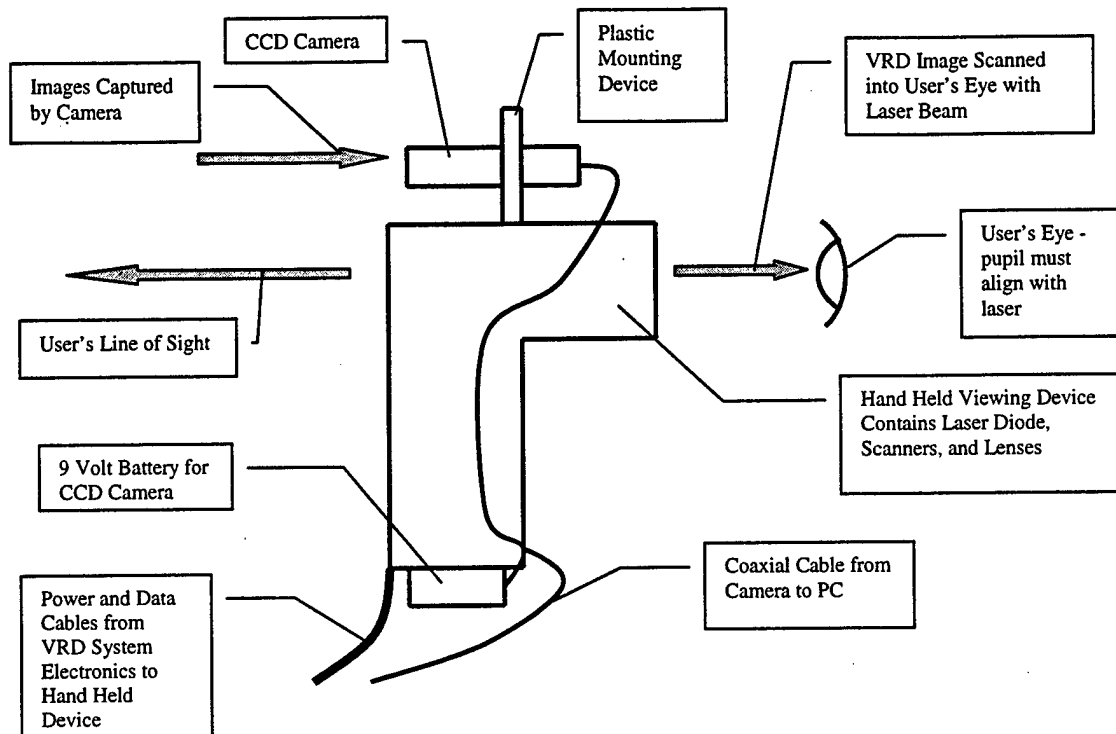 CCD Camera
Plastic
Mounting
Device
VRD Image Scanned
into User's Eye with
Laser Beam
Images Captured
by Camera
User's Eye -
pupil must
align with
laser
User's Line of Sight
Hand Held Viewing Device
Contains Laser Diode,
Scanners, and Lenses
9 Volt Battery for
CCD Camera
Coaxial Cable from
Camera to PC
Power and Data
Cables from
VRD System
Electronics to
Hand Held
Device